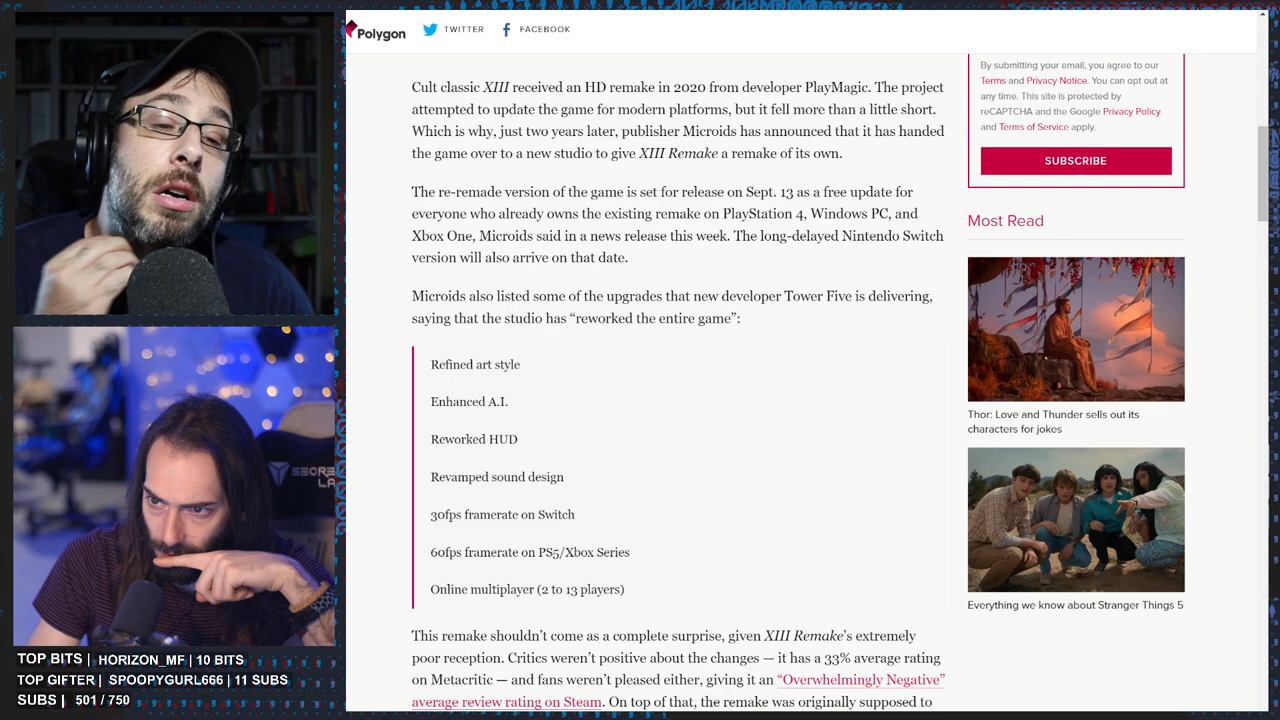 Polygon
TWITTER
FACEBOOK
Cult classic XIII received an HD remake in 2020 from developer PlayMagic. The project
attempted to update the game for modern platforms, but it fell more than a little short.
Which is why, just two years later, publisher Microids has announced that it has handed
the game over to a new studio to give XIII Remake a remake of its own.
The re-remade version of the game is set for release on Sept. 13 as a free update for
everyone who already owns the existing remake on PlayStation 4, Windows PC, and
Xbox One, Microids said in a news release this week. The long-delayed Nintendo Switch
version will also arrive on that date.
Microids also listed some of the upgrades that new developer Tower Five is delivering,
saying that the studio has “reworked the entire game”:
Refined art style
Enhanced A.I.
Reworked HUD
Revamped sound design
30fps framerate on Switch
60fps framerate on PS5/Xbox Series
Online multiplayer (2 to 13 players)
This remake shouldn’t come as a complete surprise, given XIII Remake’s extremely
poor reception. Critics weren’t positive about the changes — it has a 33% average rating
on Metacritic — and fans weren’t pleased either, giving it an “Overwhelmingly Negative”
average review rating on Steam. On top of that, the remake was originally supposed to
By submitting your email, you agree to our
Terms and Privacy Notice. You can opt out at
any time. This site is protected by
reCAPTCHA and the Google Privacy Policy
and Terms of Service apply.
SUBSCRIBE
Most Read
Thor: Love and Thunder sells out its
characters for jokes
Everything we know about Stranger Things 5
TOP BITS | HORIZON_MF | 10 BITS
TOP GIFTER | SPOOPYGURL666 | 11 SUBS
SUBS | 501 / 750